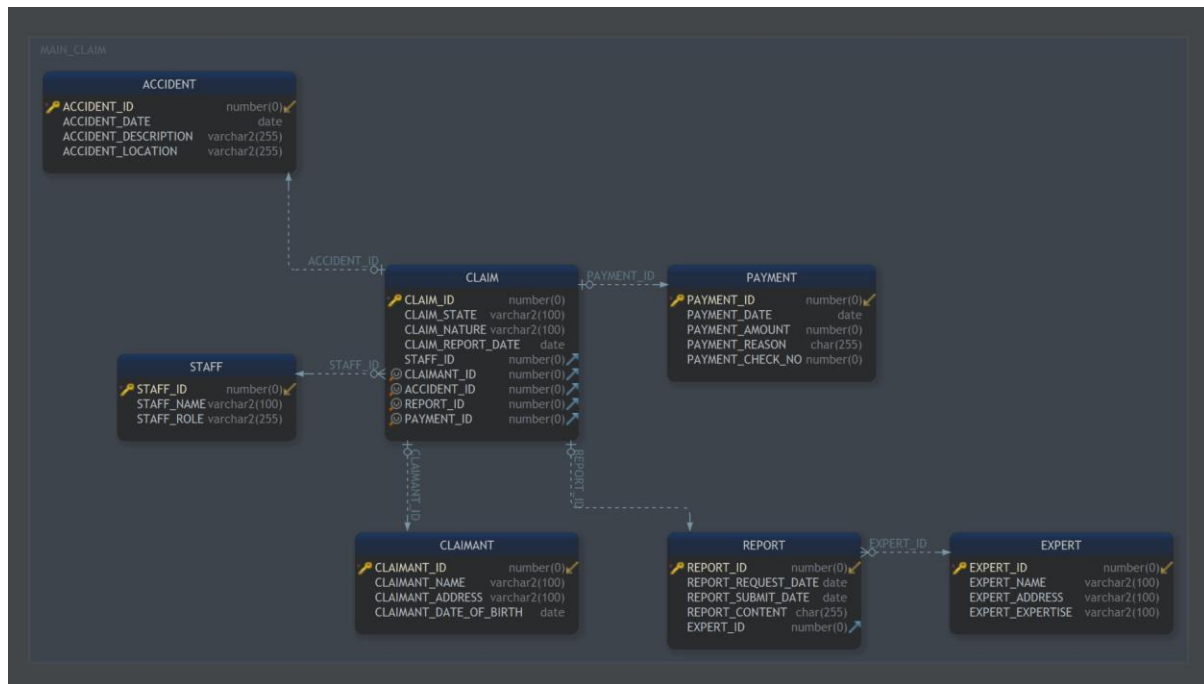 MAIN_CLAIM
ACCIDENT
ACCIDENT_ID number(0)
ACCIDENT_DATE date
ACCIDENT_DESCRIPTION varchar2(255)
ACCIDENT_LOCATION varchar2(255)
ACCIDENT_ID
CLAIM
CLAIM_ID number(0)
CLAIM_STATE varchar2(100)
CLAIM_NATURE varchar2(100)
CLAIM_REPORT_DATE date
STAFF_ID number(0)
CLAIMANT_ID number(0)
ACCIDENT_ID number(0)
REPORT_ID number(0)
PAYMENT_ID number(0)
PAYMENT_ID
PAYMENT
PAYMENT_ID number(0)
PAYMENT_DATE date
PAYMENT_AMOUNT number(0)
PAYMENT_REASON char(255)
PAYMENT_CHECK_NO number(0)
STAFF
STAFF_ID number(0)
STAFF_NAME varchar2(100)
STAFF_ROLE varchar2(255)
STAFF_ID
CLAIMANT_ID
REPORT_ID
CLAIMANT
CLAIMANT_ID number(0)
CLAIMANT_NAME varchar2(100)
CLAIMANT_ADDRESS varchar2(100)
CLAIMANT_DATE_OF_BIRTH date
REPORT
REPORT_ID number(0)
REPORT_REQUEST_DATE date
REPORT_SUBMIT_DATE date
REPORT_CONTENT char(255)
EXPERT_ID number(0)
EXPERT_ID
EXPERT
EXPERT_ID number(0)
EXPERT_NAME varchar2(100)
EXPERT_ADDRESS varchar2(100)
EXPERT_EXPERTISE varchar2(100)